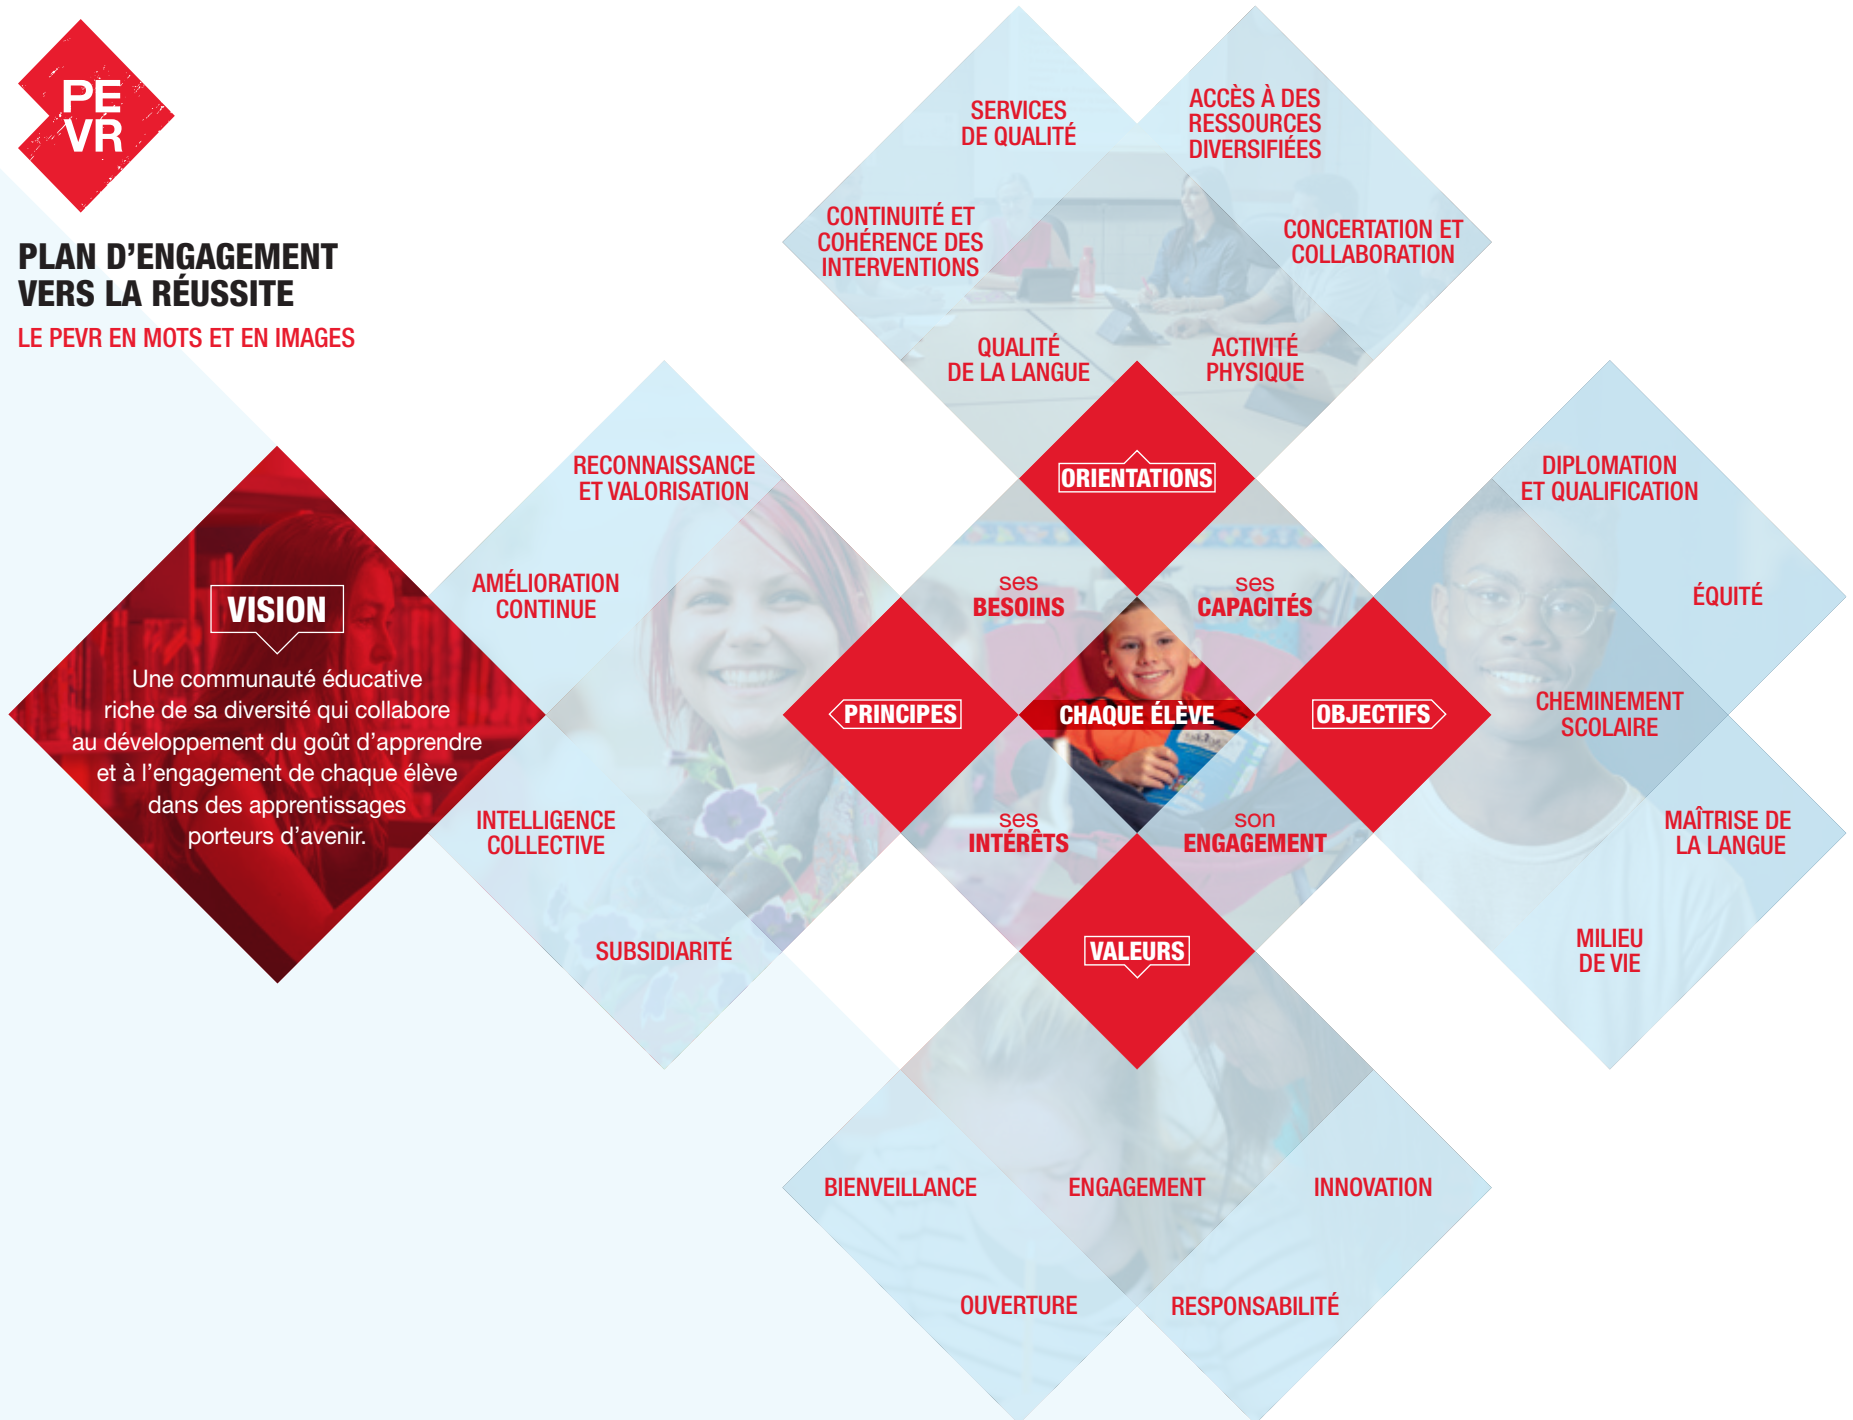 PE
VR
PLAN D'ENGAGEMENT
VERS LA RÉUSSITE
LE PEVR EN MOTS ET EN IMAGES
VISION
Une communauté éducative
riche de sa diversité qui collabore
au développement du goût d'apprendre
et à l'engagement de chaque élève
dans des apprentissages
porteurs d'avenir.
RECONNAISSANCE
ET VALORISATION
AMÉLIORATION
CONTINUE
INTELLIGENCE
COLLECTIVE
SUBSIDIARITÉ
PRINCIPES
SERVICES
DE QUALITÉ
ACCÈS À DES
RESSOURCES
DIVERSIFIÉES
CONTINUITÉ ET
COHÉRENCE DES
INTERVENTIONS
CONCERTATION ET
COLLABORATION
QUALITÉ
DE LA LANGUE
ACTIVITÉ
PHYSIQUE
ORIENTATIONS
ses
BESOINS
ses
CAPACITÉS
CHAQUE ÉLÈVE
ses
INTÉRÊTS
son
ENGAGEMENT
OBJECTIFS
DIPLOMATION
ET QUALIFICATION
ÉQUITÉ
CHEMINEMENT
SCOLAIRE
MAÎTRISE DE
LA LANGUE
MILIEU
DE VIE
VALEURS
BIENVEILLANCE
ENGAGEMENT
INNOVATION
OUVERTURE
RESPONSABILITÉ